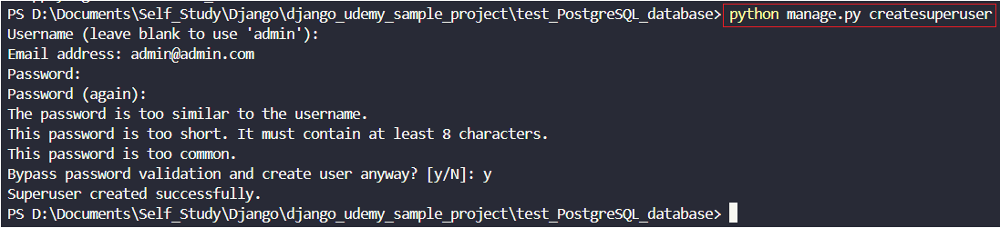 PS D:\Documents\Self_Study\Django\django_udemy_sample_project\test_PostgreSQL_database> python manage.py createsuperuser
Username (leave blank to use 'admin'):
Email address: admin@admin.com
Password:
Password (again):
The password is too similar to the username.
This password is too short. It must contain at least 8 characters.
This password is too common.
Bypass password validation and create user anyway? [y/N]: y
Superuser created successfully.
PS D:\Documents\Self_Study\Django\django_udemy_sample_project\test_PostgreSQL_database>